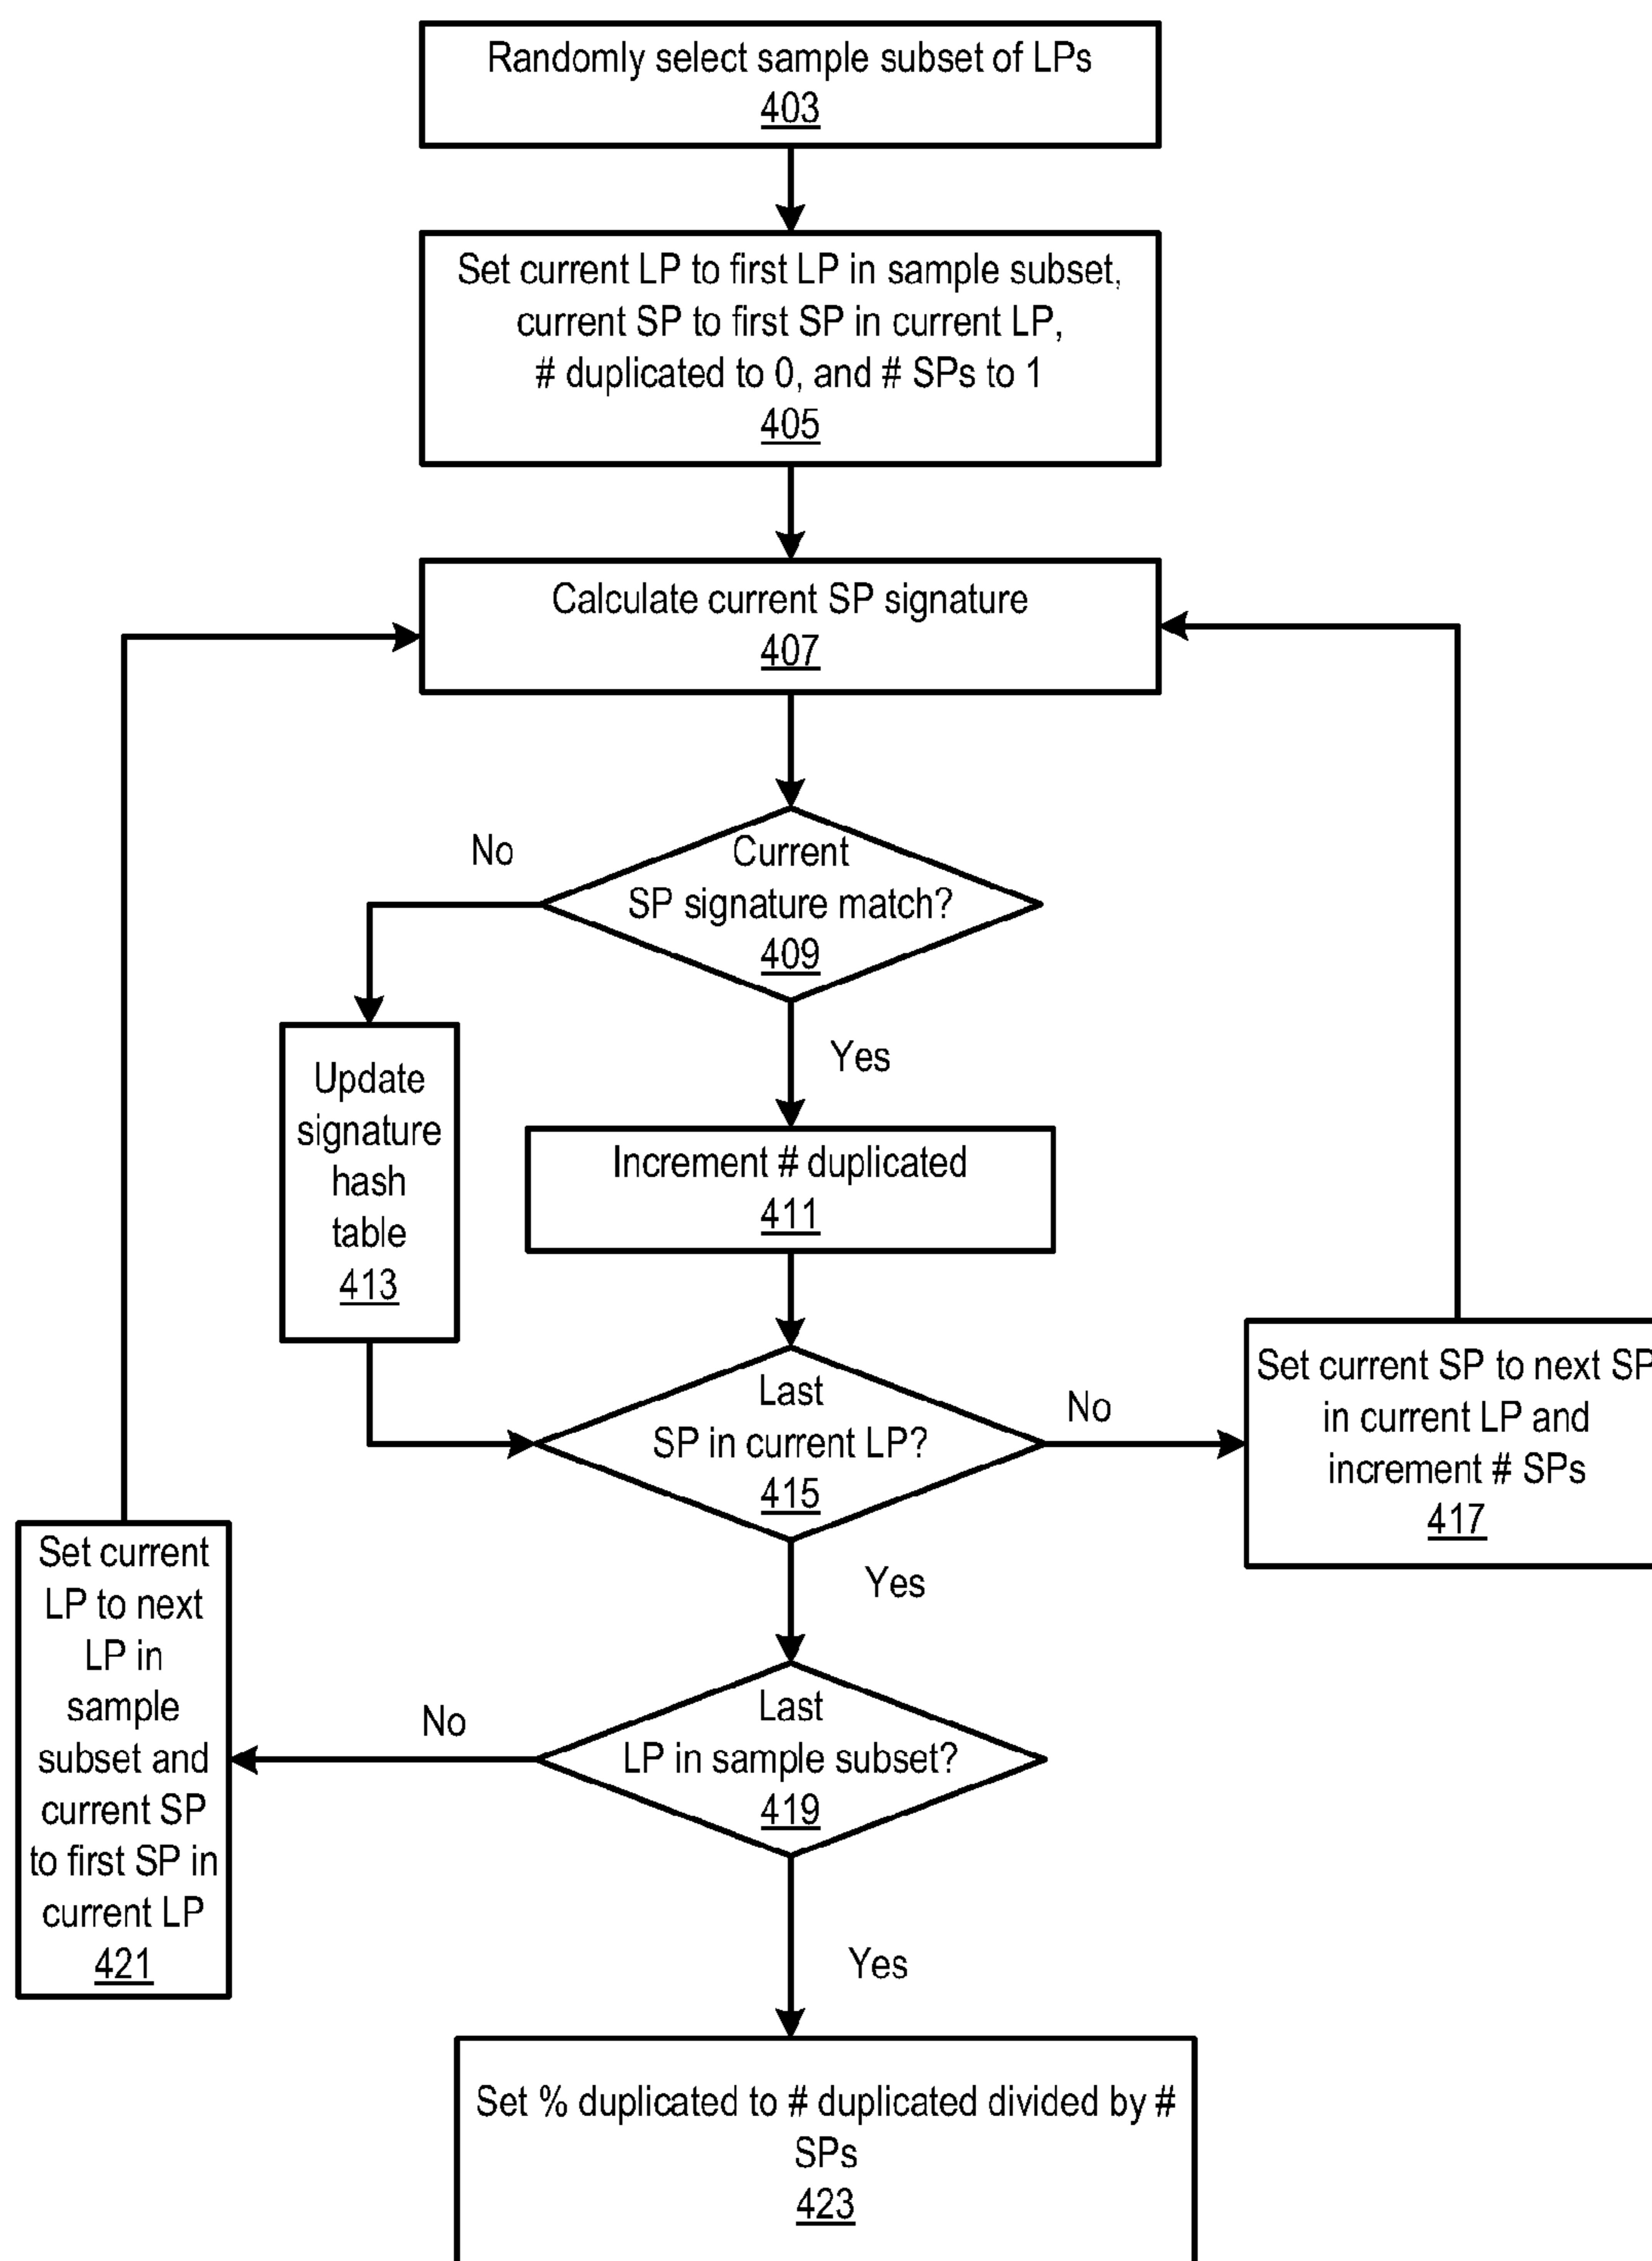 Randomly select sample subset of LPs
403
Set current LP to first LP in sample subset,
current SP to first SP in current LP,
# duplicated to 0, and # SPs to 1
405
Calculate current SP signature
407
No
Current
SP signature match?
409
Yes
Update
signature
hash
table
413
Increment # duplicated
411
Last
SP in current LP?
415
No
Set current SP to next SP
in current LP and
increment # SPs
417
Yes
Set current
LP to next
LP in
sample
subset and
current SP
to first SP in
current LP
421
No
Last
LP in sample subset?
419
Yes
Set % duplicated to # duplicated divided by #
SPs
423